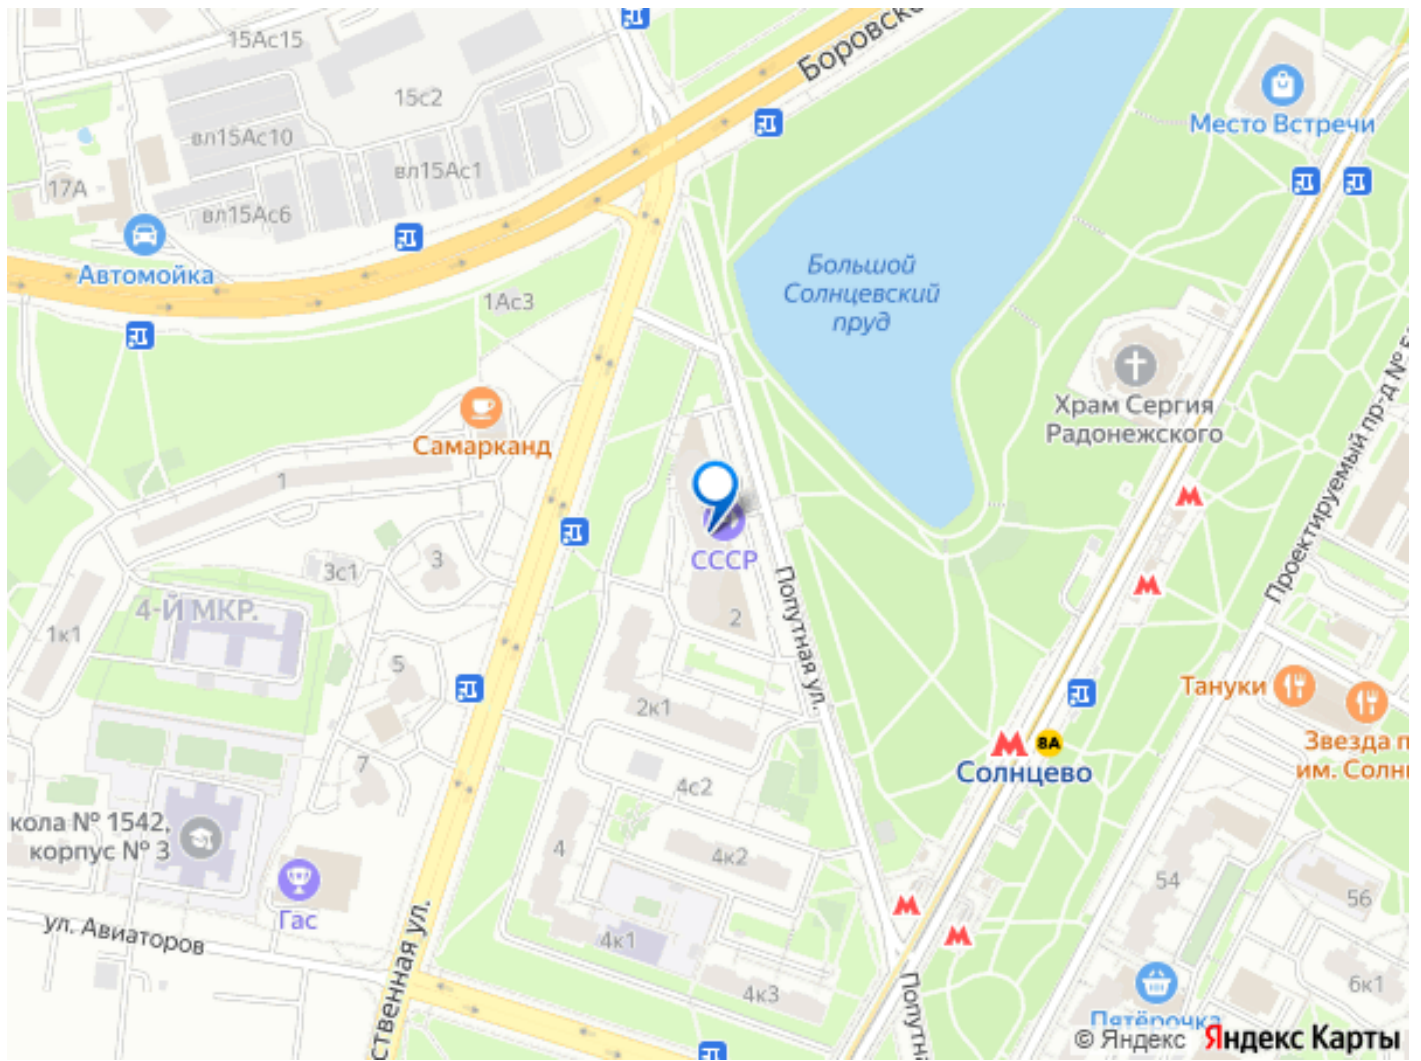 15Ас15
Боровско
15с2
Место Встречи
вл15Ас10
вл15Ас1
17А
вл15Ас6
Автомойка
Большой
Солнцевский
пруд
1Ас3
Храм Сергия
Радонежского
Самарканд
Проектируемый пр-д №
1
СССР
3
3с1
4-Й МКР.
Попутная ул.
2
1к1
5
Тануки
2к1
Звезда п
им. Солн
8А
Солнцево
7
4с2
кола № 1542,
корпус № 3
4
4к2
54
56
Гас
ул. Авиаторов
4к1
ственная ул.
4к3
6к1
Попутна
Пятёрочка
© Яндекс Яндекс Карты